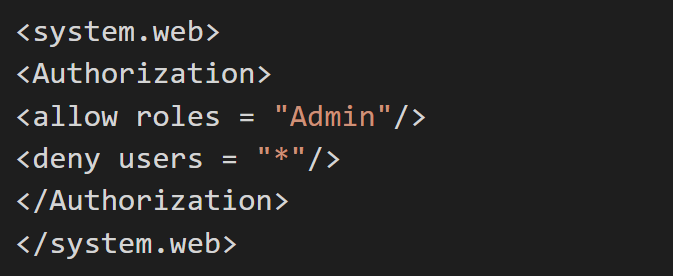 <system.web>
<Authorization>
<allow roles = "Admin"/>
<deny users = "*"/>
</Authorization>
</system.web>